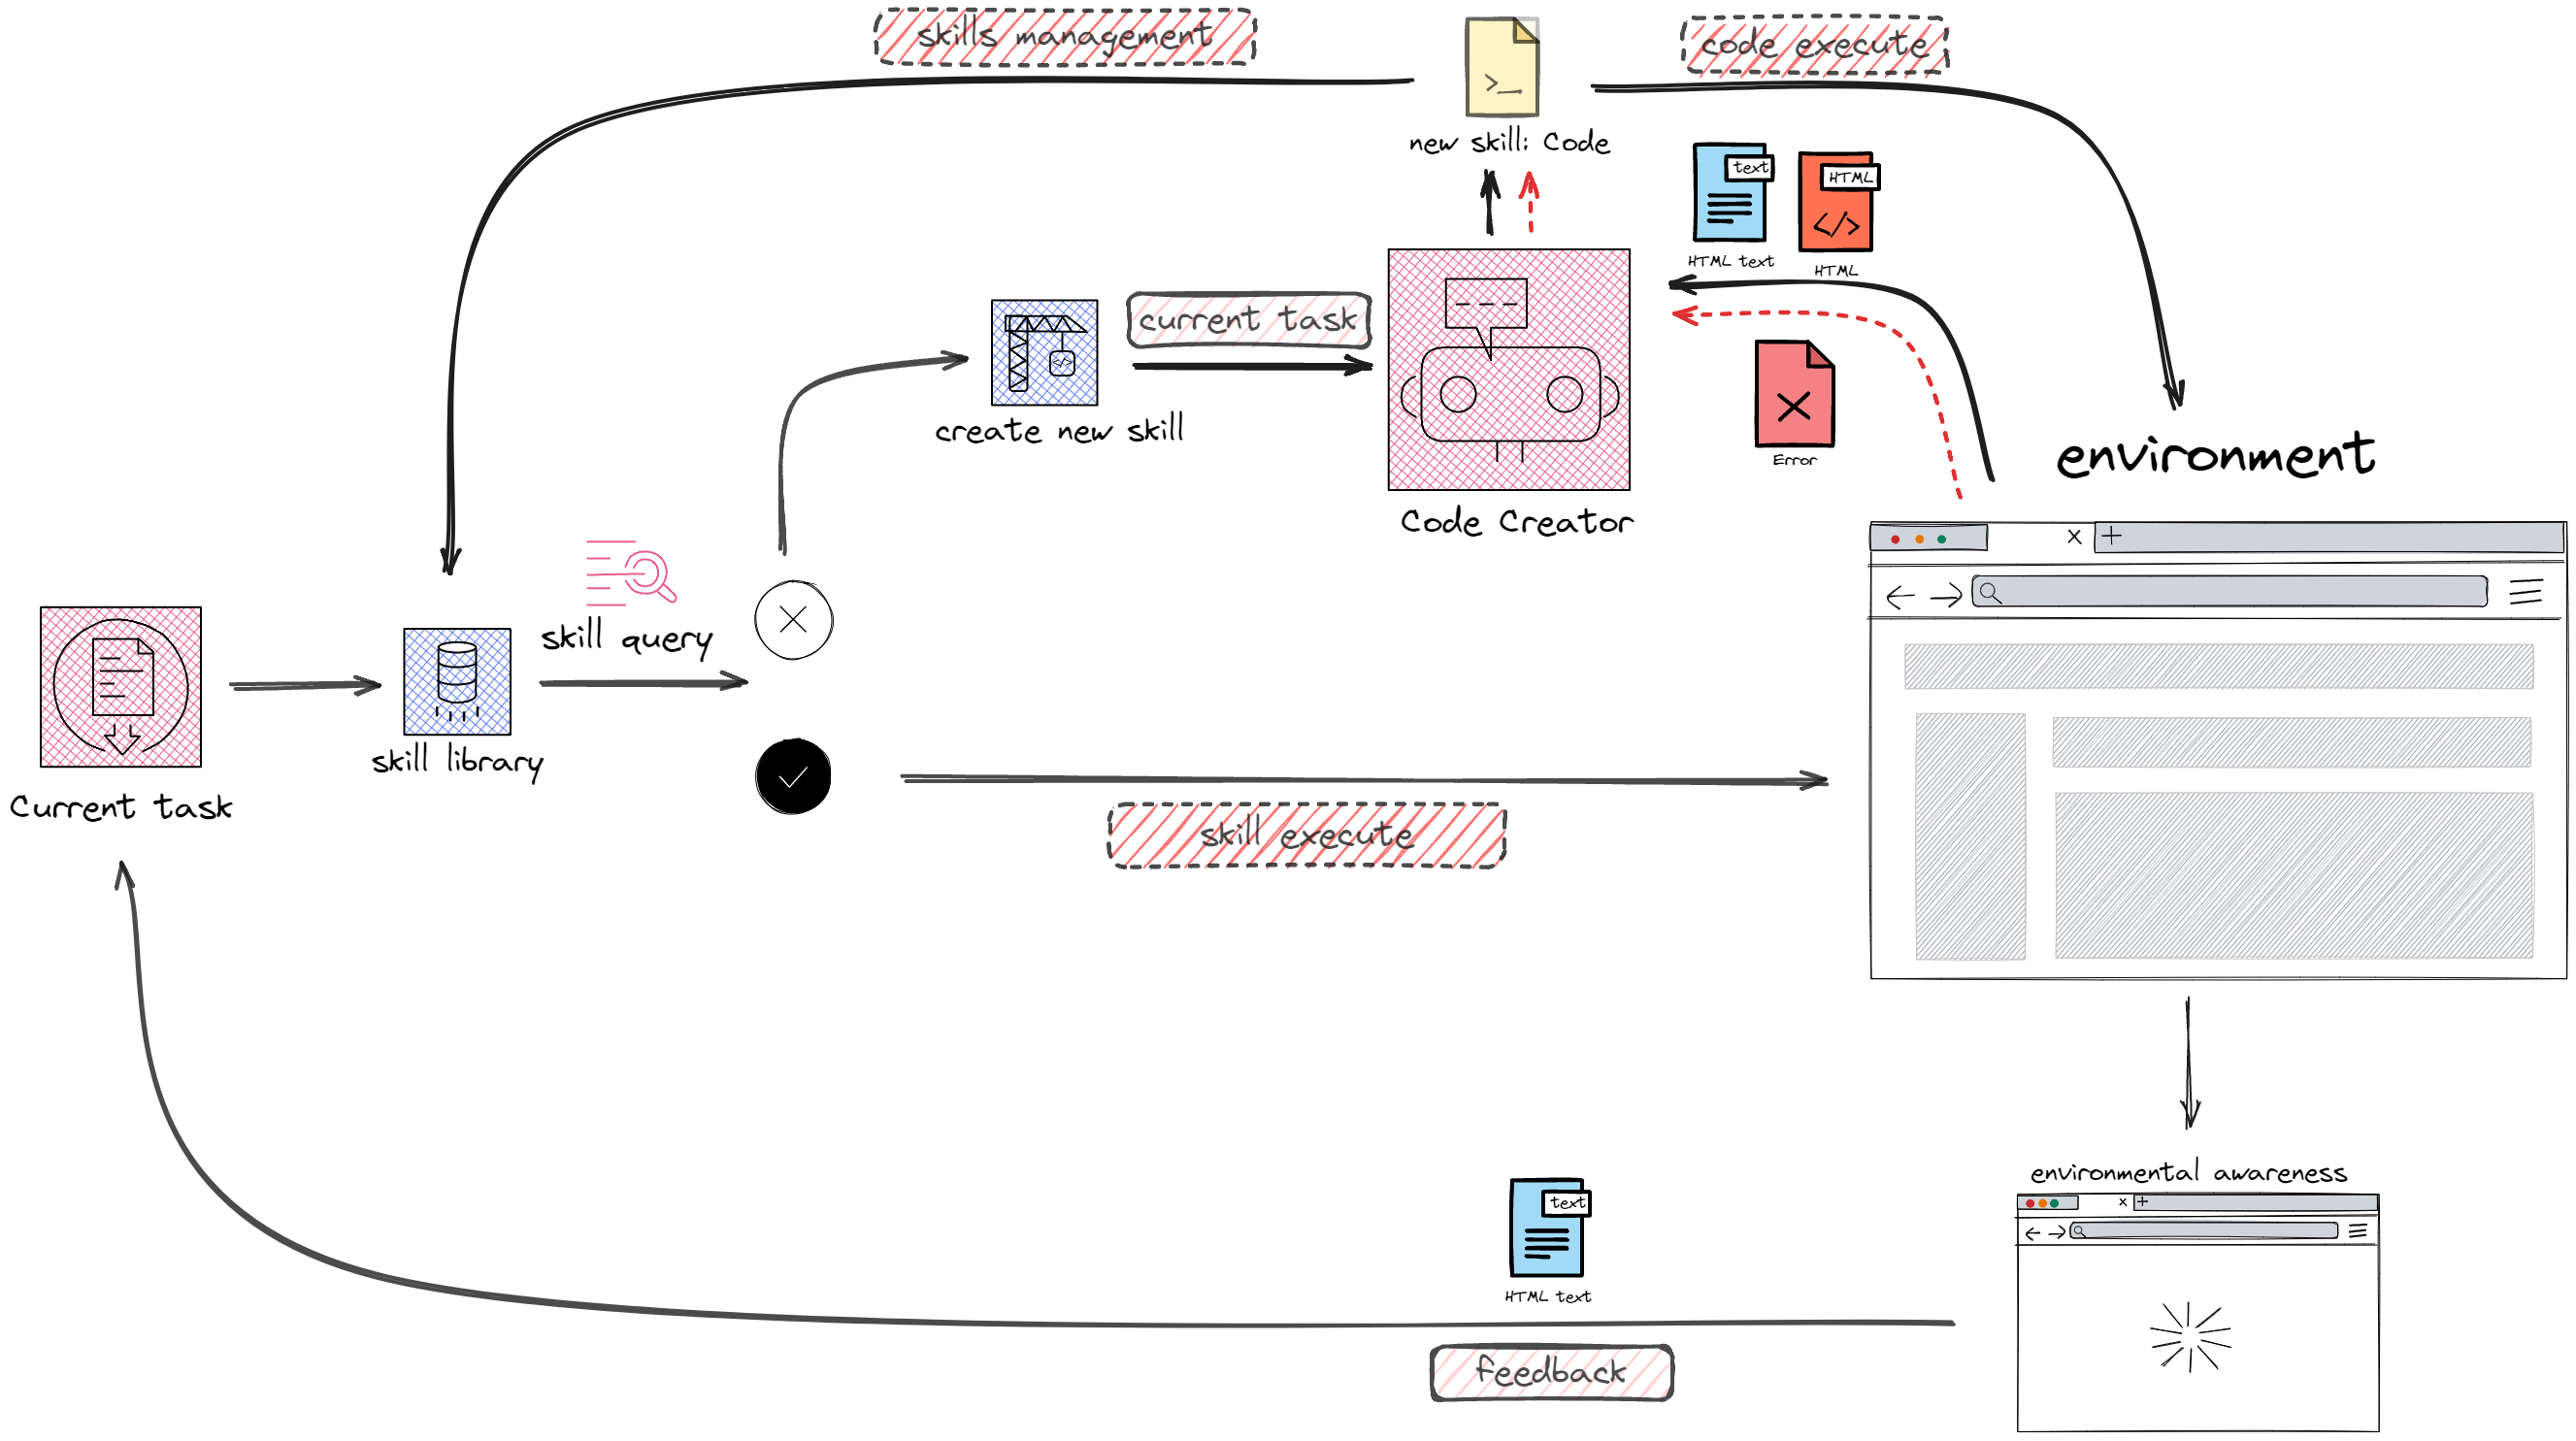 skills management
code execute
new skill: Code
text
HTML
HTML text
HTML
</>
current task
create new skill
</>
Error
Code Creator
environment
skill query
skill library
Current task
skill execute
environmental awareness
text
HTML text
feedback